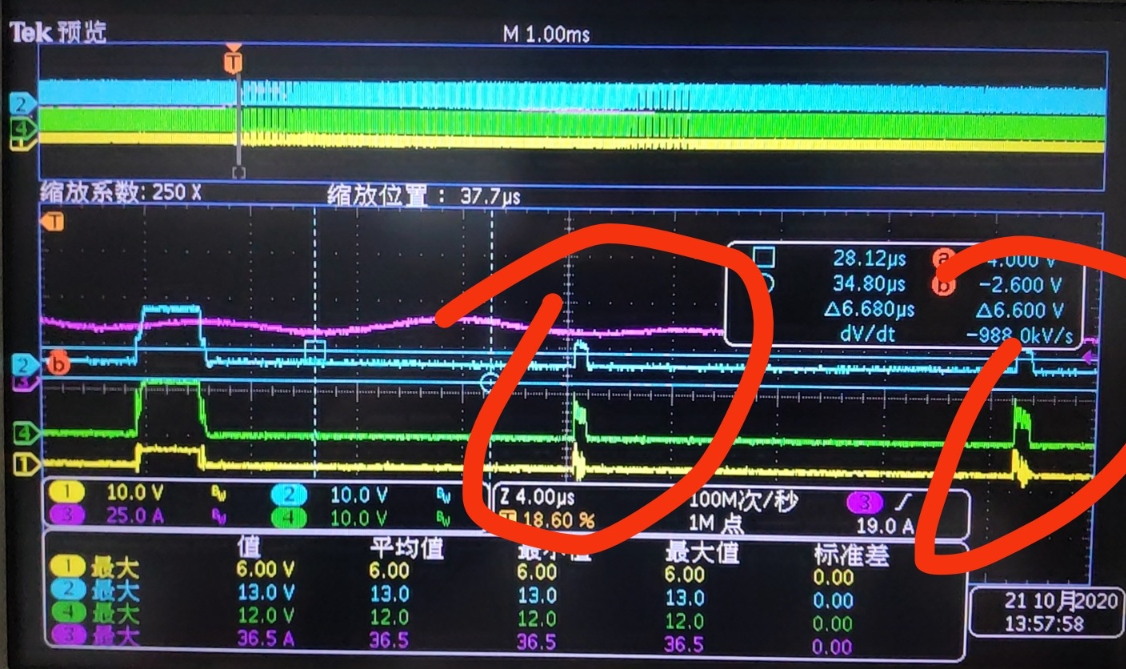 Tek 预览
M 1.00ms
T
2
4
缩放系数: 250 X 缩放位置: 37.7μs
T
28.12μs a 4.000 V
34.80μs b -2.600 V
Δ6.680μs Δ6.600 V
dV/dt -988.0kV/s
2 b
3
4
1
1 10.0 V BW 2 10.0 V BW
3 25.0 A BW 4 10.0 V BW
Z 4.00μs
T 18.60 %
100M次/秒
1M 点
3
19.0 A
值 平均值 最小值 最大值 标准差
1 最大 6.00 V 6.00 6.00 6.00 0.00
2 最大 13.0 V 13.0 13.0 13.0 0.00
4 最大 12.0 V 12.0 12.0 12.0 0.00
3 最大 36.5 A 36.5 36.5 36.5 0.00
21 10月2020
13:57:58